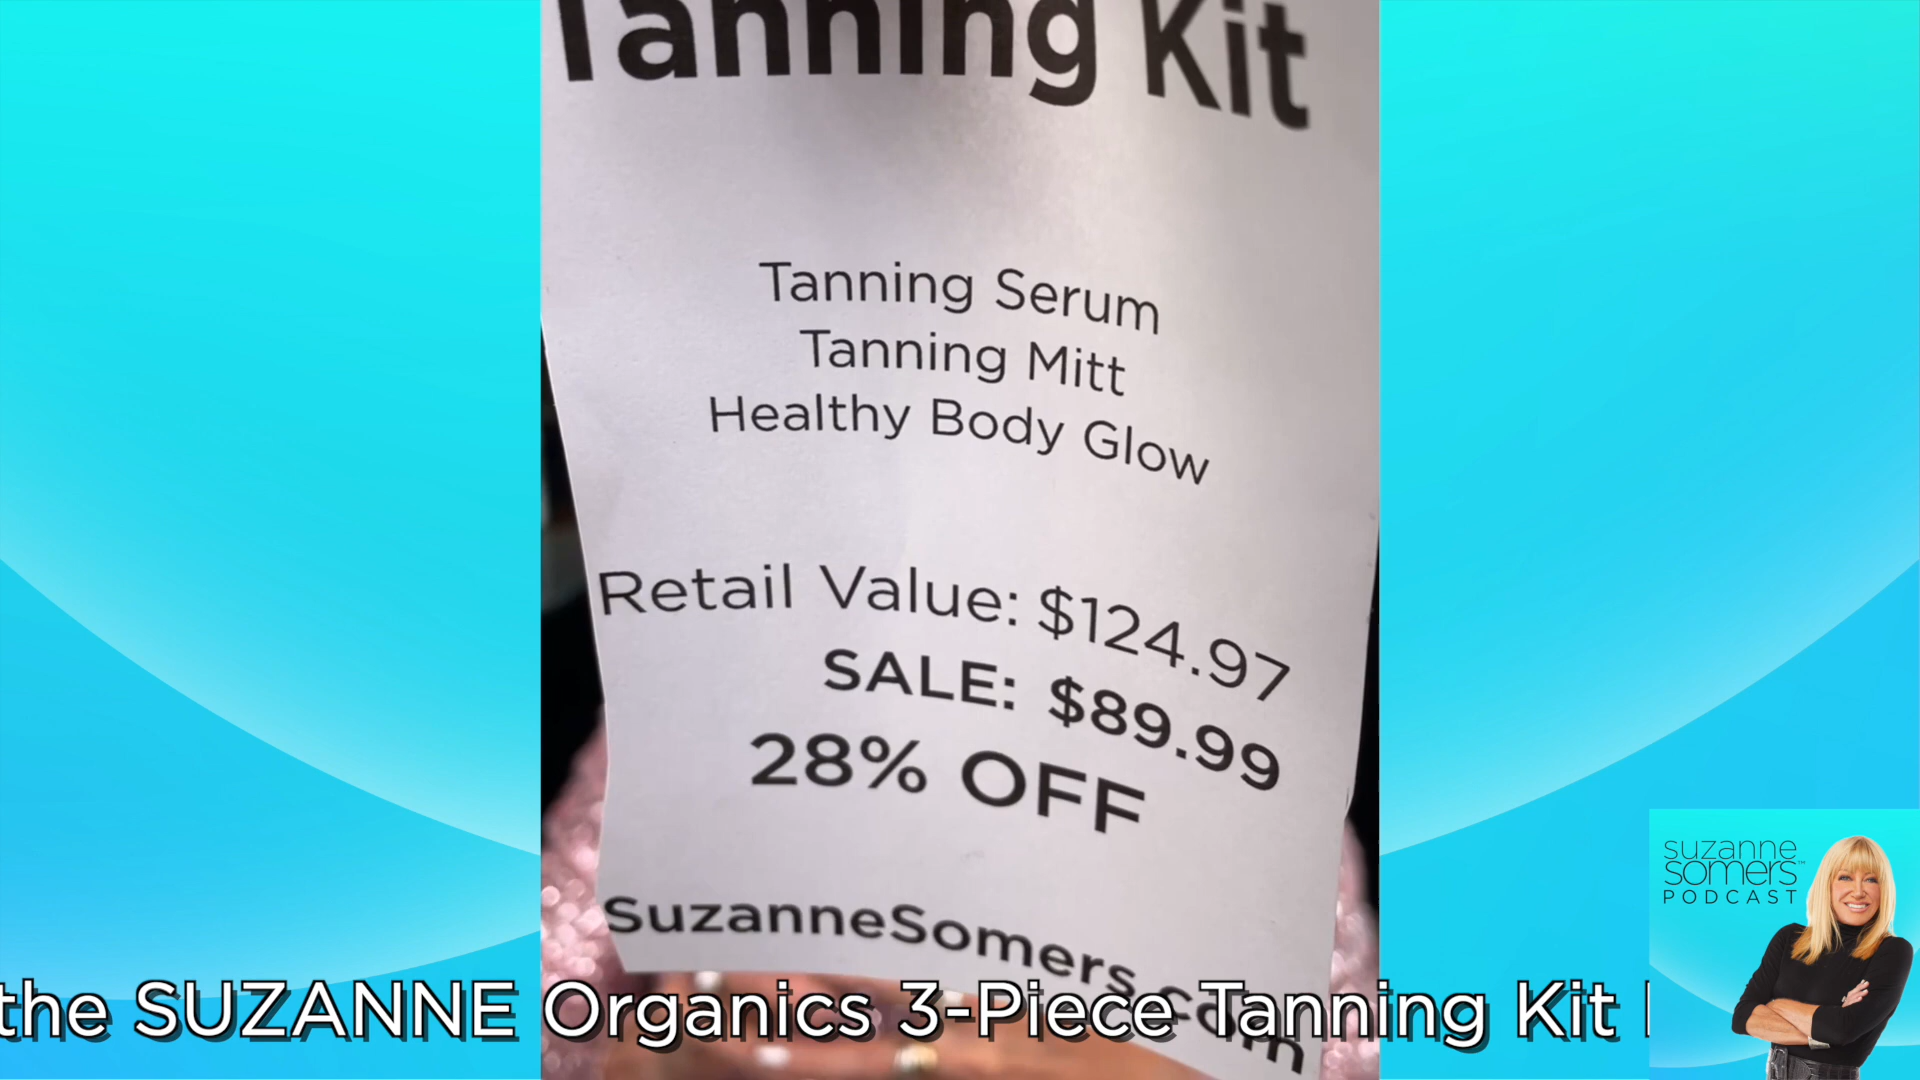 Tanning Kit
Tanning Serum
Tanning Mitt
Healthy Body Glow
Retail Value: $124.97
SALE: $89.99
28% OFF
SuzanneSomers.com
the SUZANNE Organics 3-Piece Tanning Kit
suzanne
somers™
PODCAST